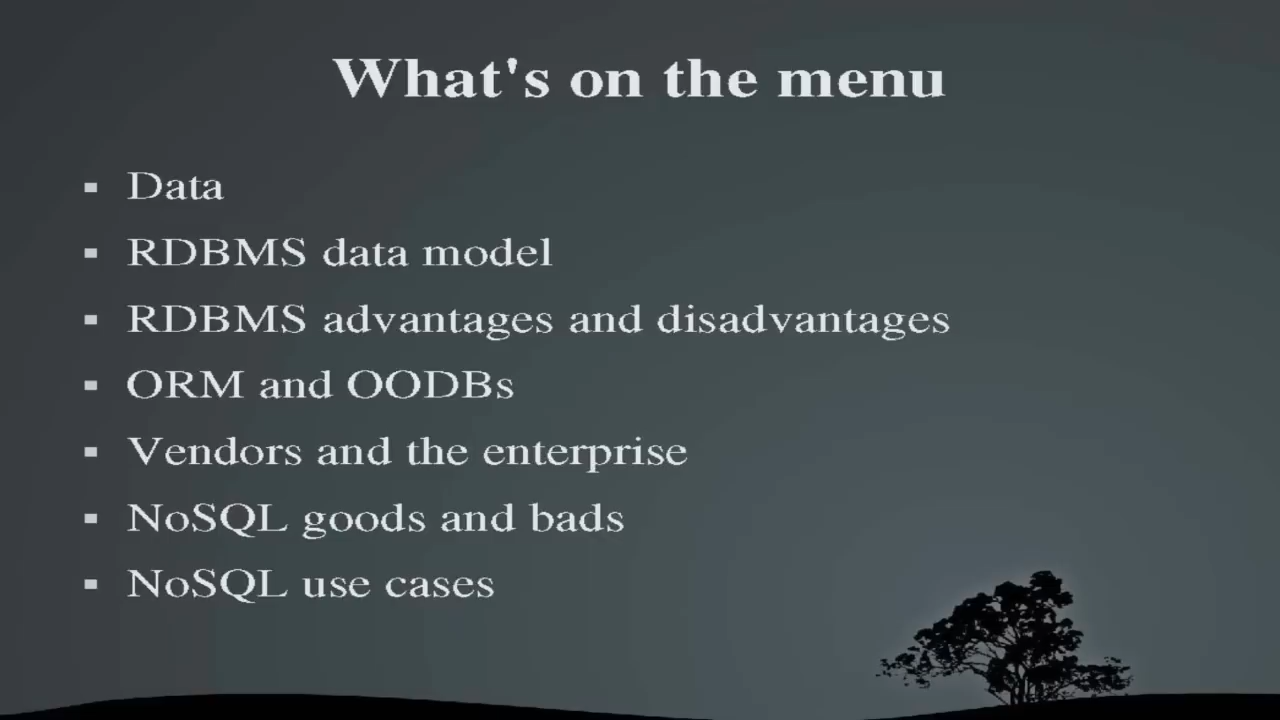 What's on the menu
Data
RDBMS data model
RDBMS advantages and disadvantages
ORM and OODBs
Vendors and the enterprise
NoSQL goods and bads
NoSQL use cases